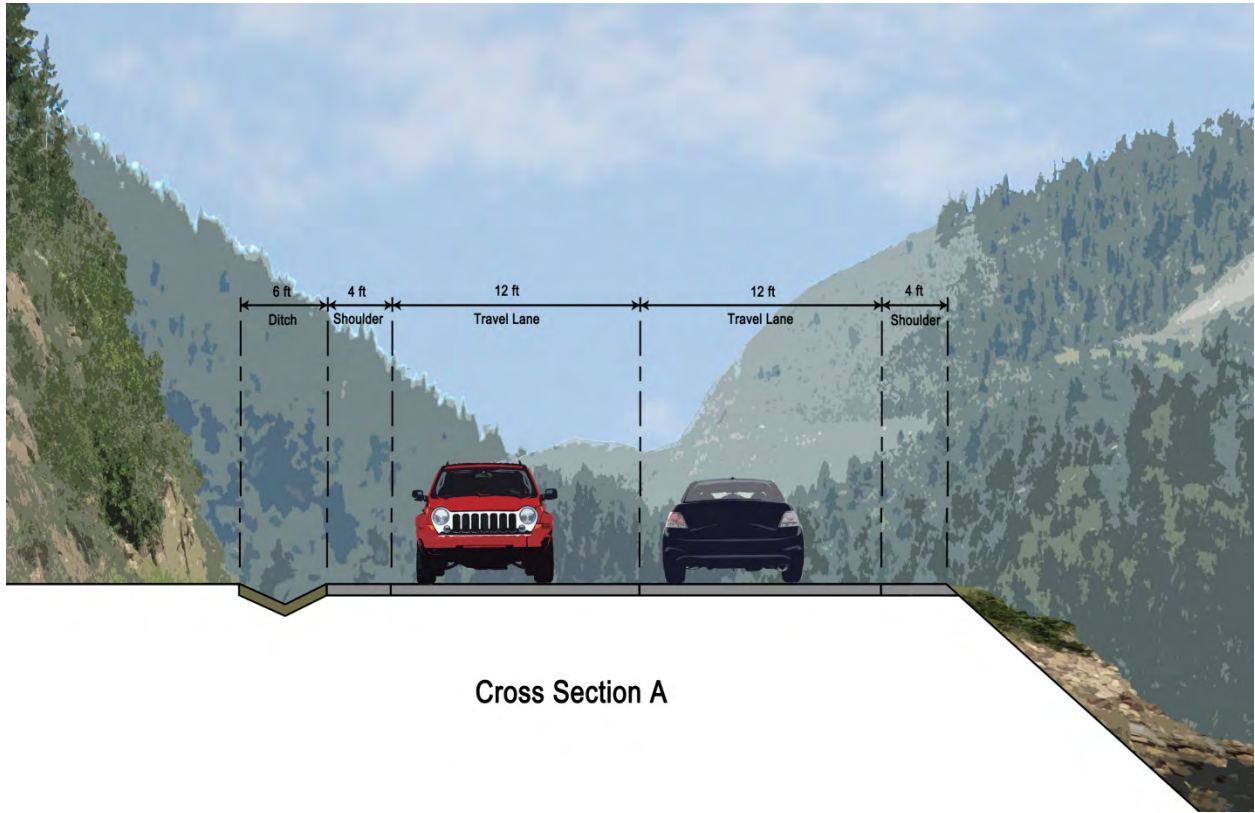 6 ft
4 ft
12 ft
12 ft
4 ft
Ditch
Shoulder
Travel Lane
Travel Lane
Shoulder
Cross Section A